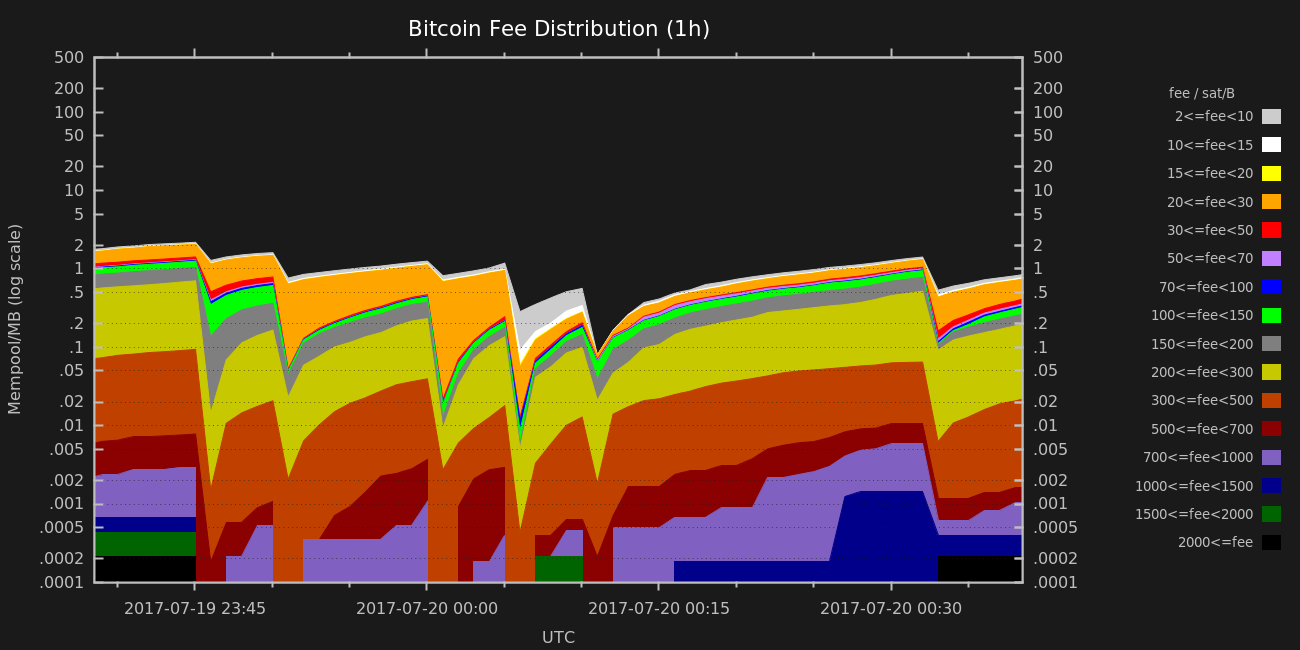 Bitcoin Fee Distribution (1h)
500 500
200 200
100 100
50 50
20 20
10 10
5 5
2 2
1 1
.5 .5
.2 .2
.1 .1
.05 .05
.02 .02
.01 .01
.005 .005
.002 .002
.001 .001
.0005 .0005
.0002 .0002
.0001 .0001
Mempool/MB (log scale)
2017-07-19 23:45 2017-07-20 00:00 2017-07-20 00:15 2017-07-20 00:30
UTC
fee / sat/B
2<=fee<10
10<=fee<15
15<=fee<20
20<=fee<30
30<=fee<50
50<=fee<70
70<=fee<100
100<=fee<150
150<=fee<200
200<=fee<300
300<=fee<500
500<=fee<700
700<=fee<1000
1000<=fee<1500
1500<=fee<2000
2000<=fee